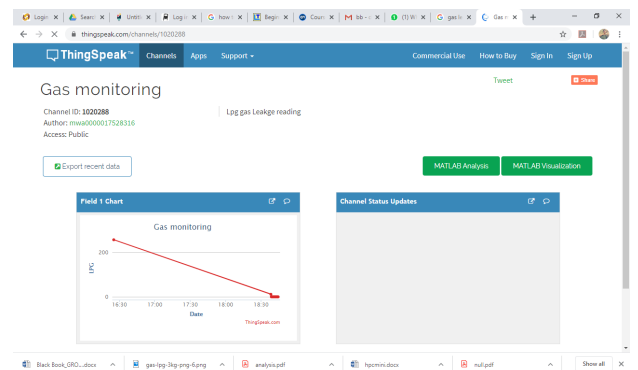 Login
Searc
Untitl
Log i
how t
Begin
Cours
bb -
(1) W
gas le
Gas m
thingspeak.com/channels/1020288
ThingSpeak™ Channels Apps Support Commercial Use How to Buy Sign In Sign Up
Tweet Share
Gas monitoring
Channel ID: 1020288 Lpg gas Leakge reading
Author: mwa0000017528316
Access: Public
Export recent data MATLAB Analysis MATLAB Visualization
Field 1 Chart Channel Status Updates
Gas monitoring
200
LPG
0
16:30 17:00 17:30 18:00 18:30
Date
ThingSpeak.com
Black Book_GRO...docx gas-lpg-3kg-png-6.png analysis.pdf hpcmini.docx null.pdf Show all